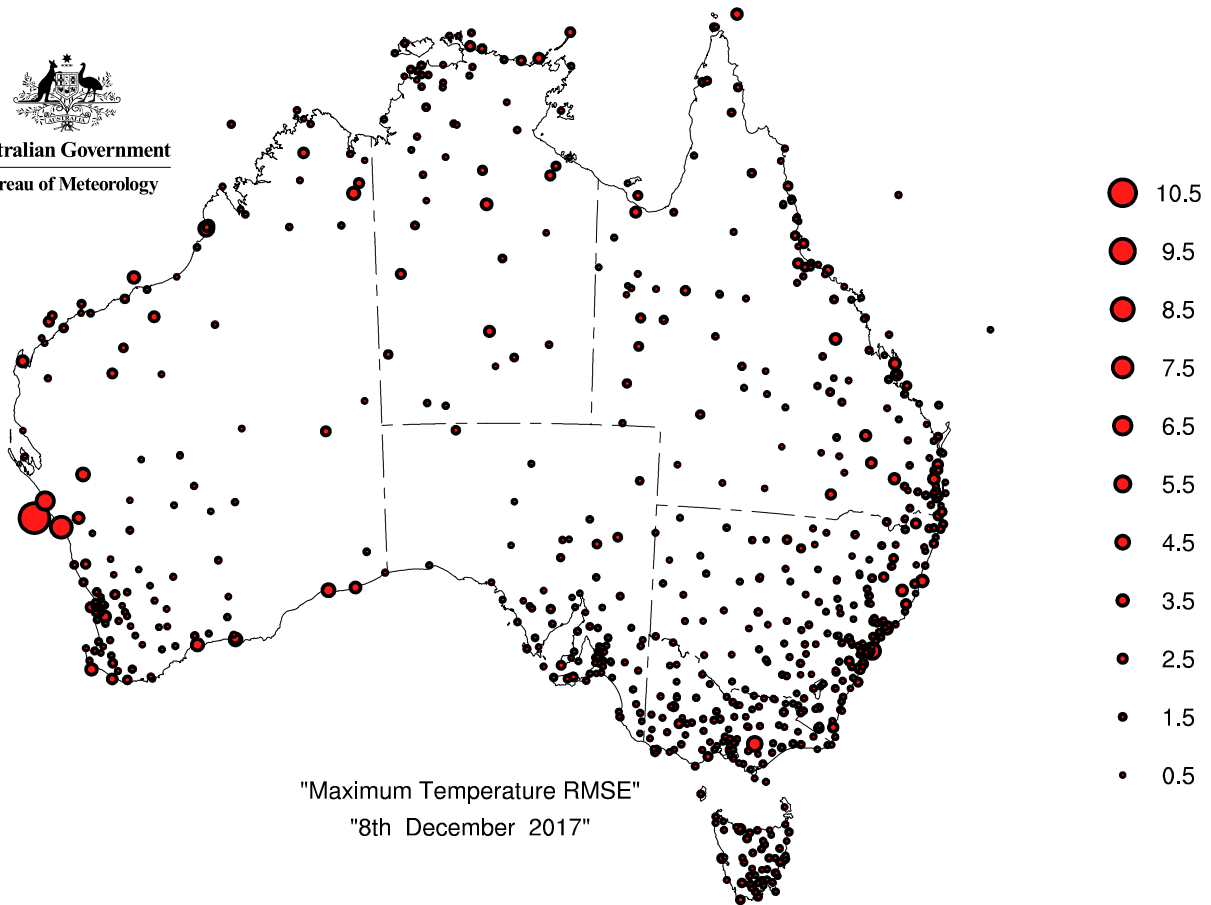 AUSTRALIA
tralian Government
reau of Meteorology
10.5
9.5
8.5
7.5
6.5
5.5
4.5
3.5
2.5
1.5
0.5
"Maximum Temperature RMSE"
"8th December 2017"